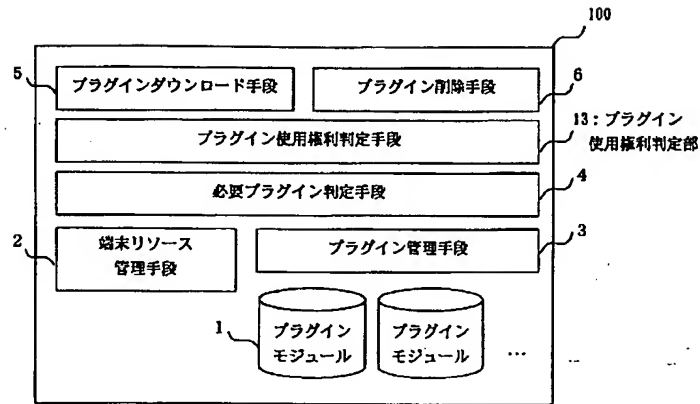 100
5
プラグインダウンロード手段
プラグイン削除手段
6
プラグイン使用権利判定手段
13:プラグイン
使用権利判定部
必要プラグイン判定手段
4
2
端末リソース
管理手段
プラグイン管理手段
3
1
プラグイン
モジュール
プラグイン
モジュール
…